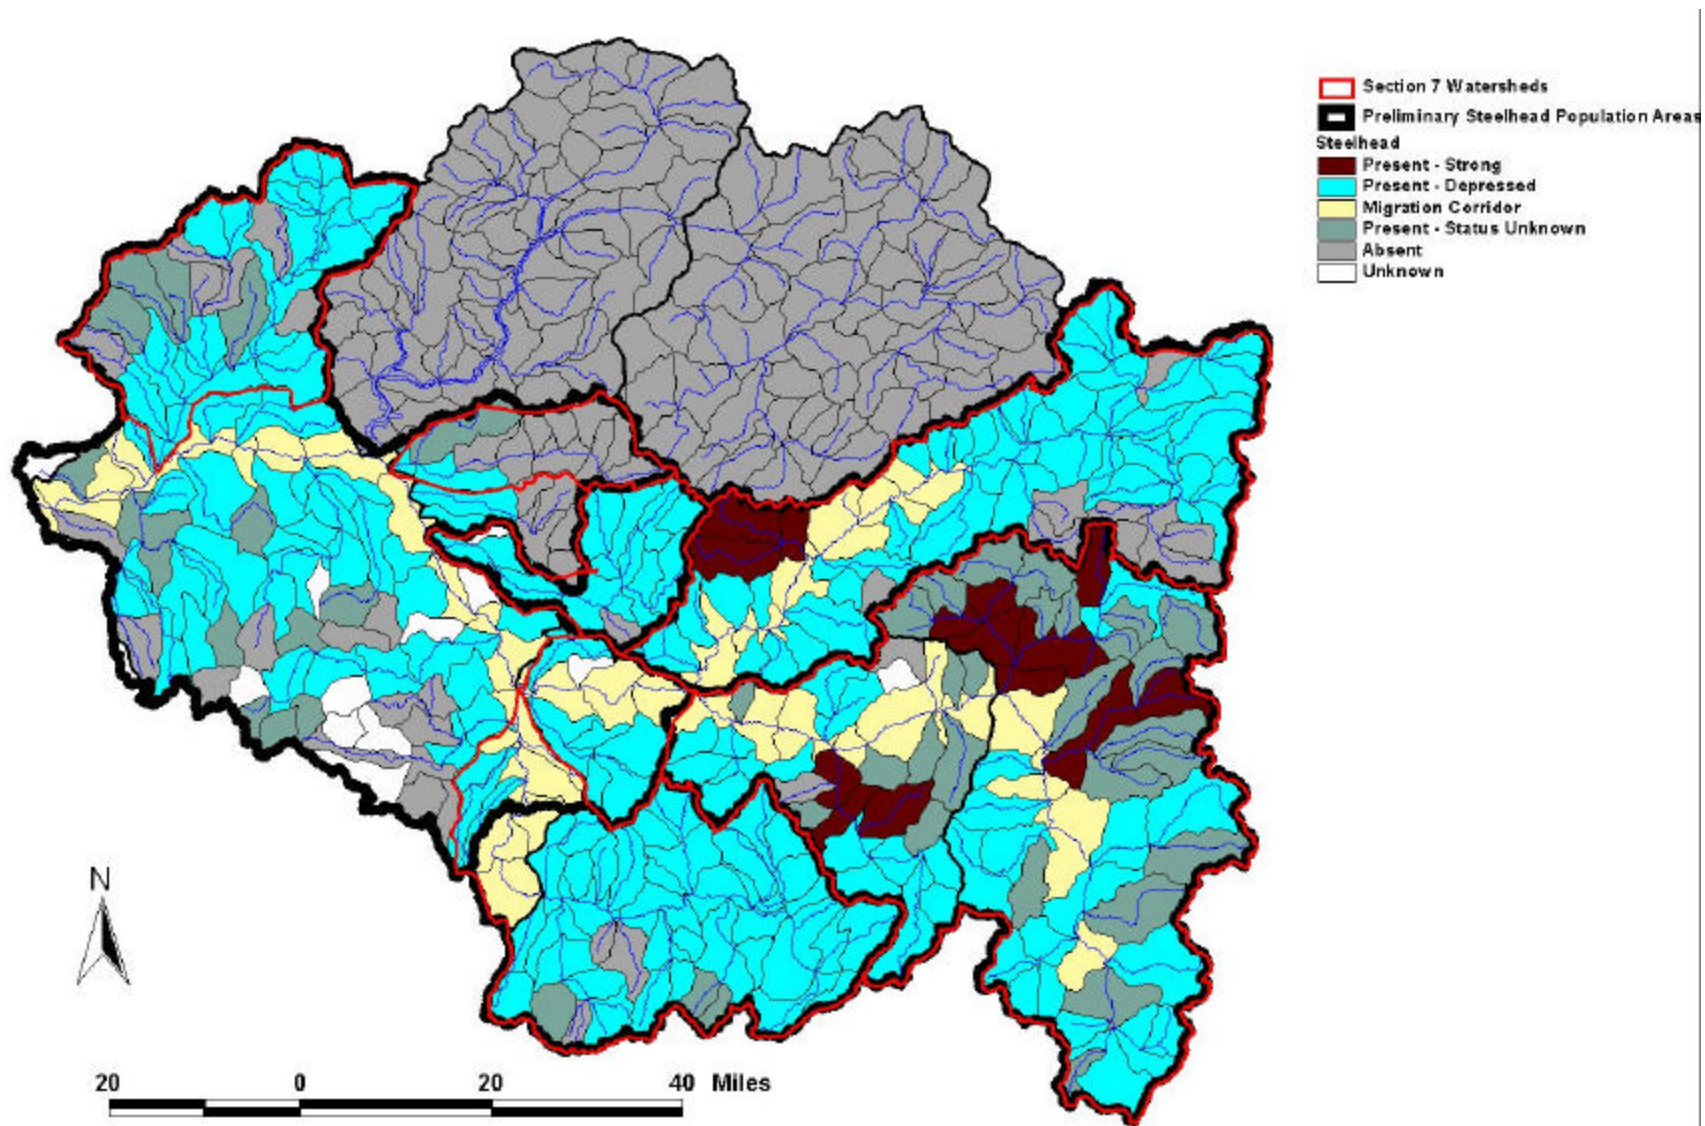 Section 7 Watersheds
Preliminary Steelhead Population Areas
Steelhead
Present - Strong
Present - Depressed
Migration Corridor
Present - Status Unknown
Absent
Unknown
N
20 0 20 40 Miles